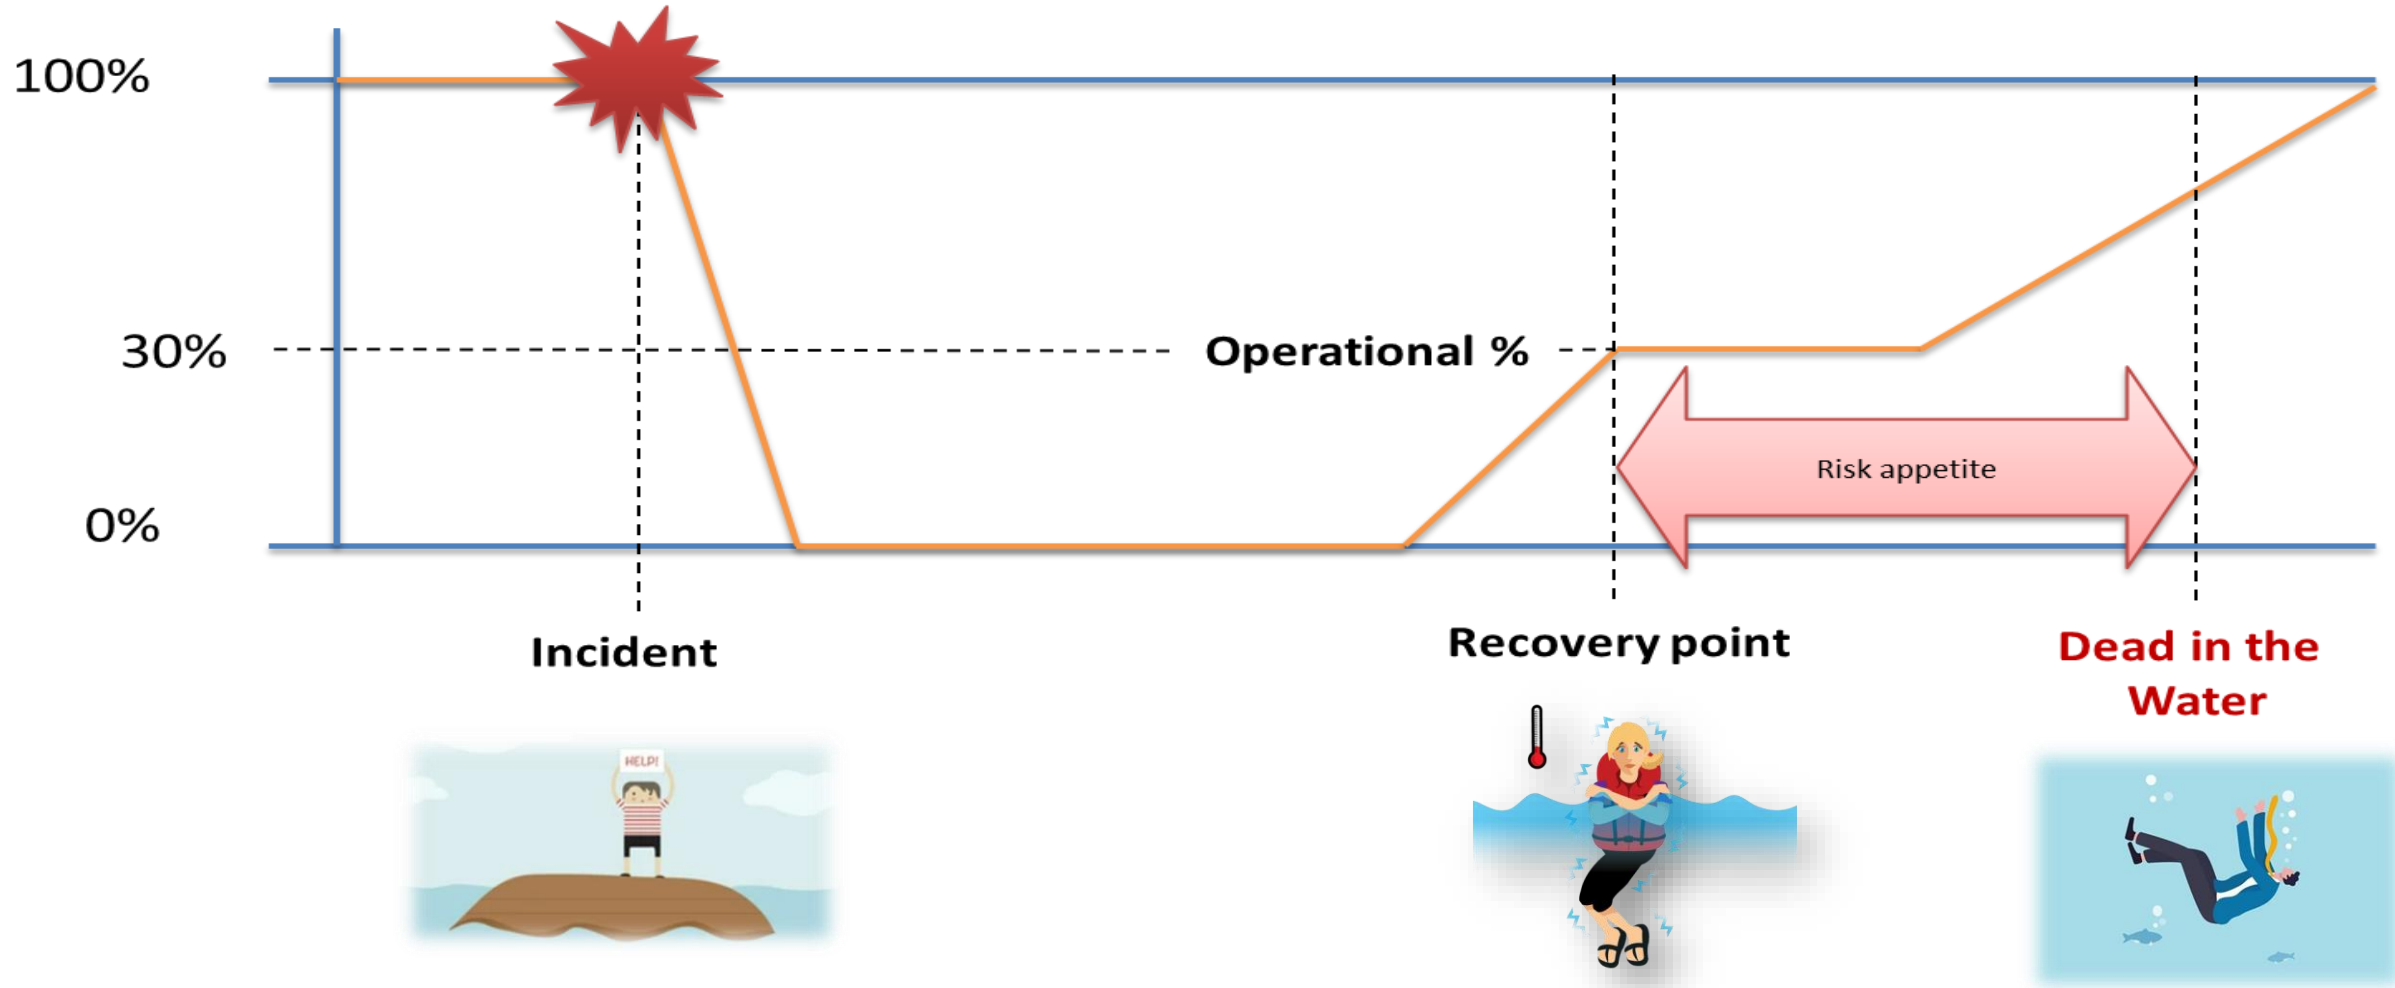 100%
30%
Operational %
Risk appetite
0%
Incident
Recovery point
Dead in the
Water
HELP!